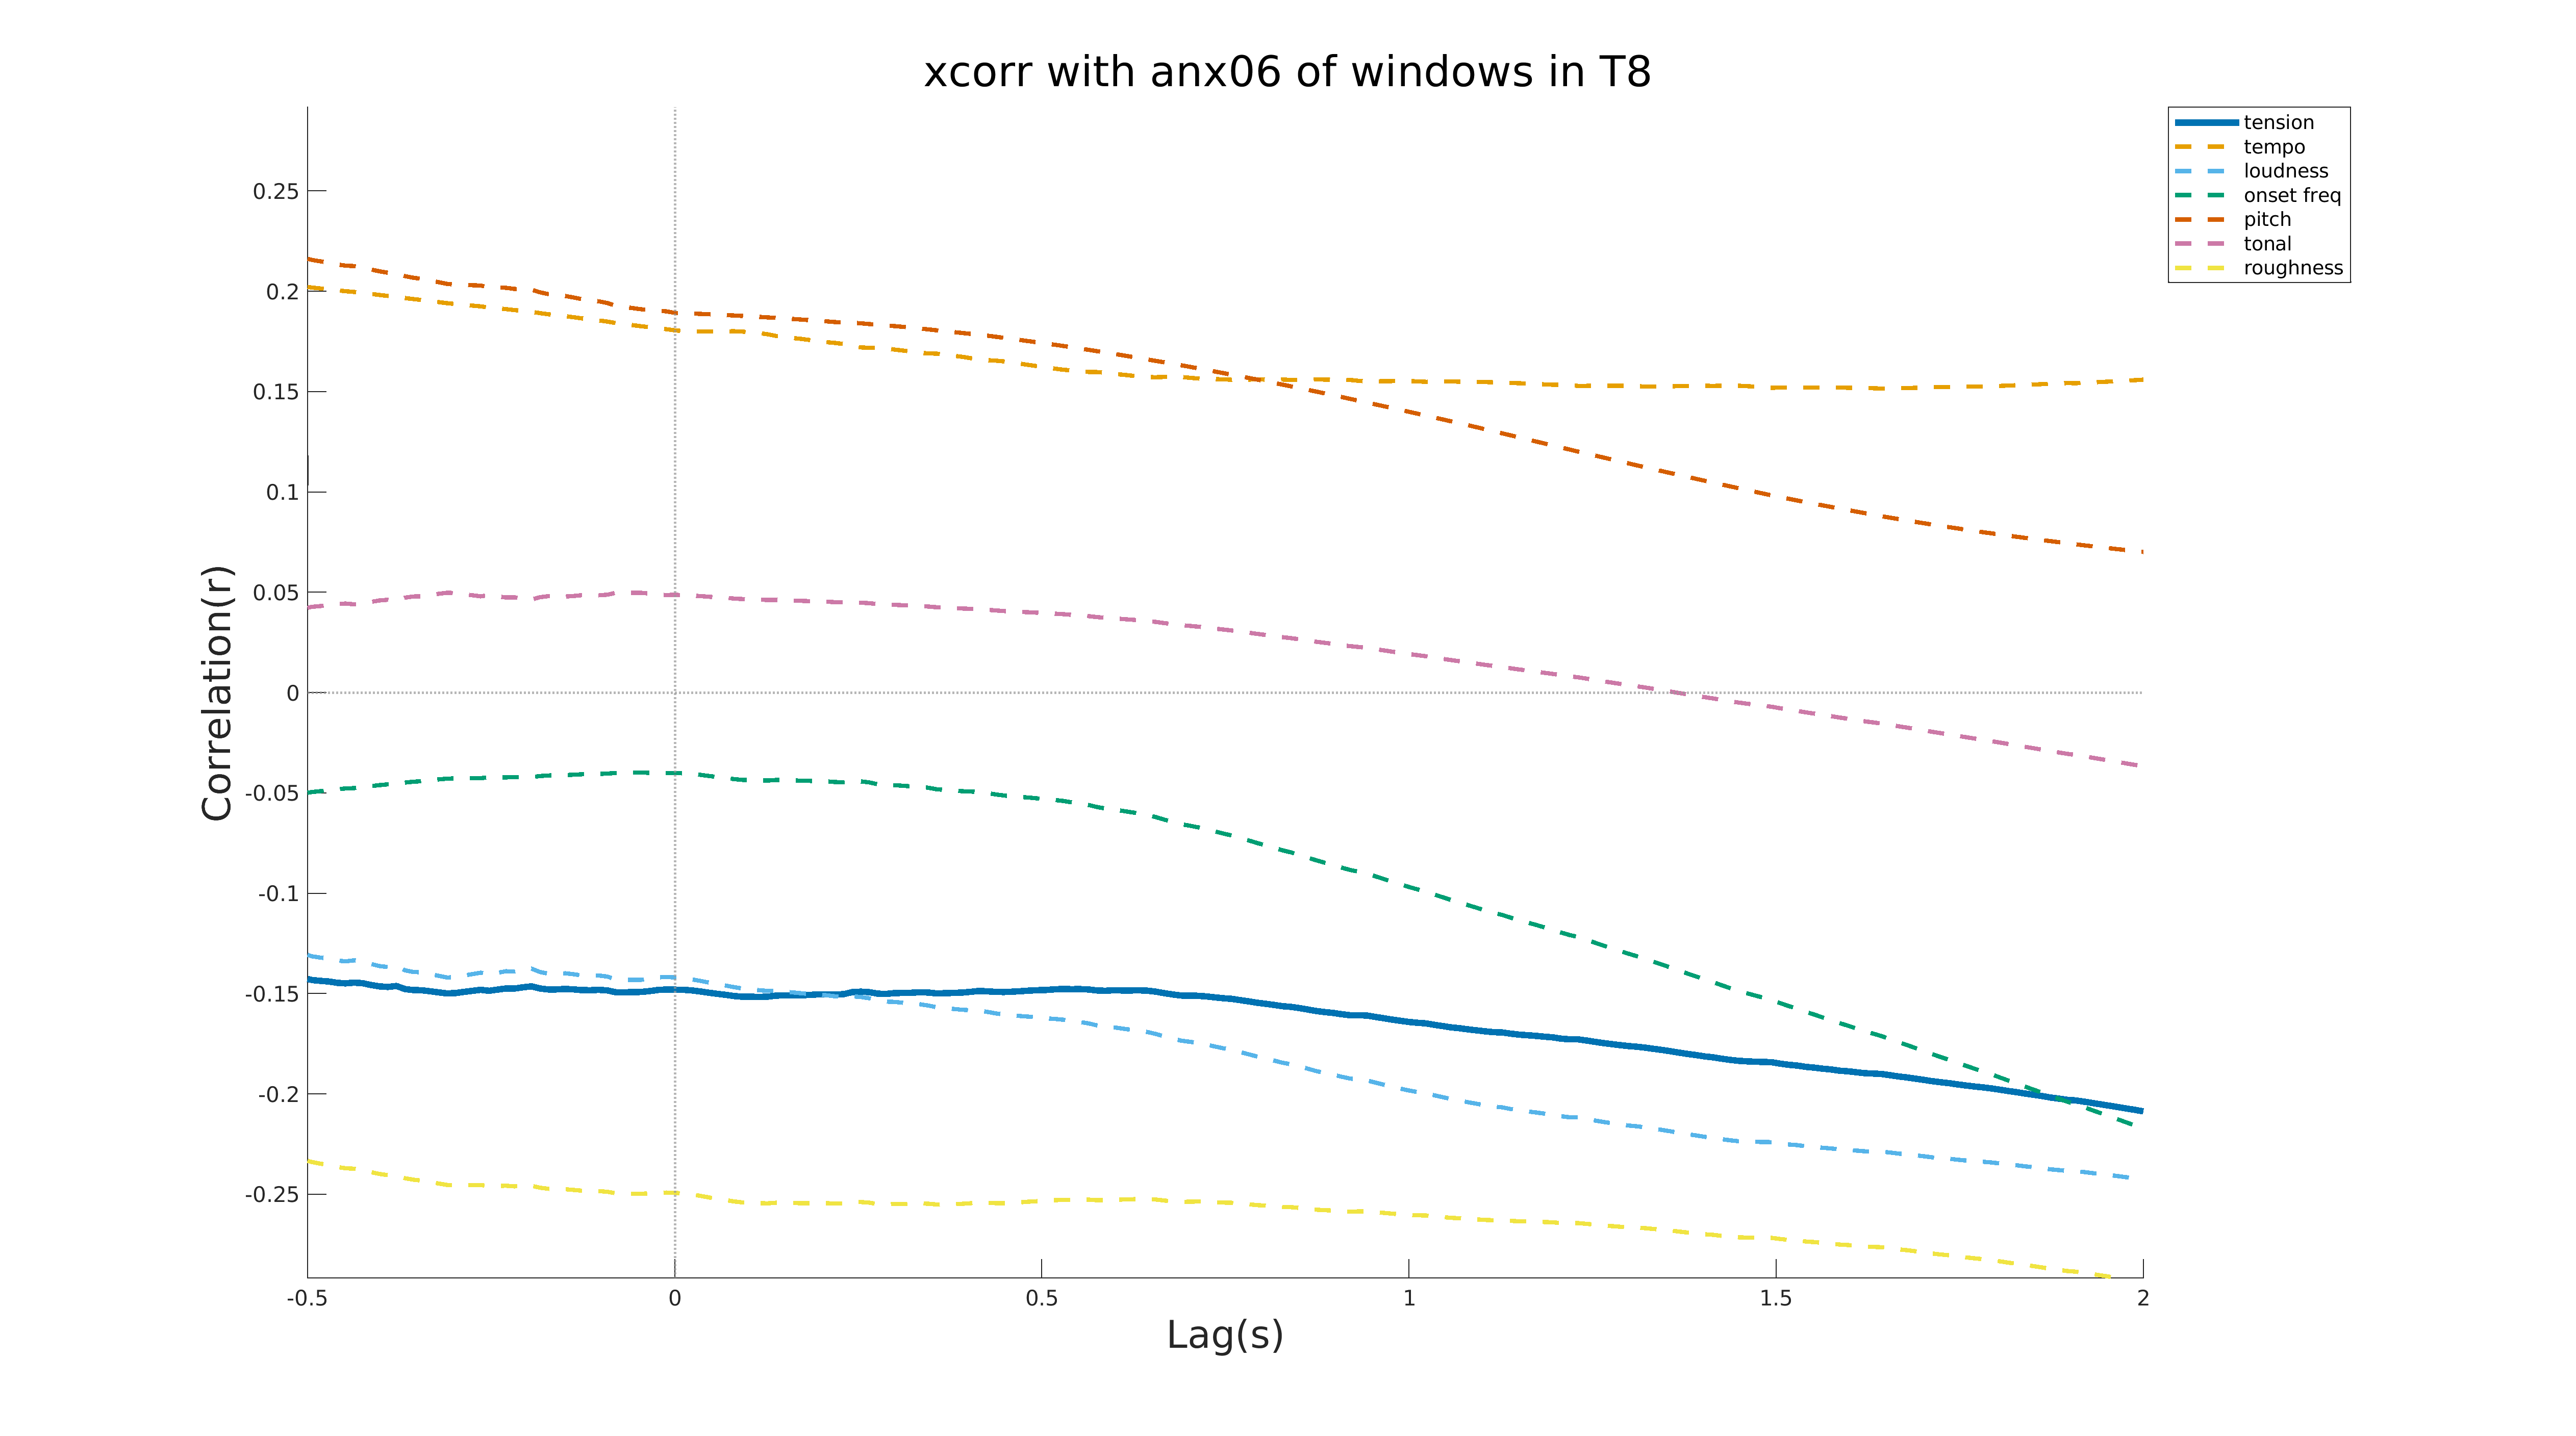 xcorr with anx06 of windows in T8
tension
tempo
loudness
onset freq
pitch
tonal
roughness
Correlation(r)
0.25
0.2
0.15
0.1
0.05
0
-0.05
-0.1
-0.15
-0.2
-0.25
-0.5
0
0.5
1
1.5
2
Lag(s)